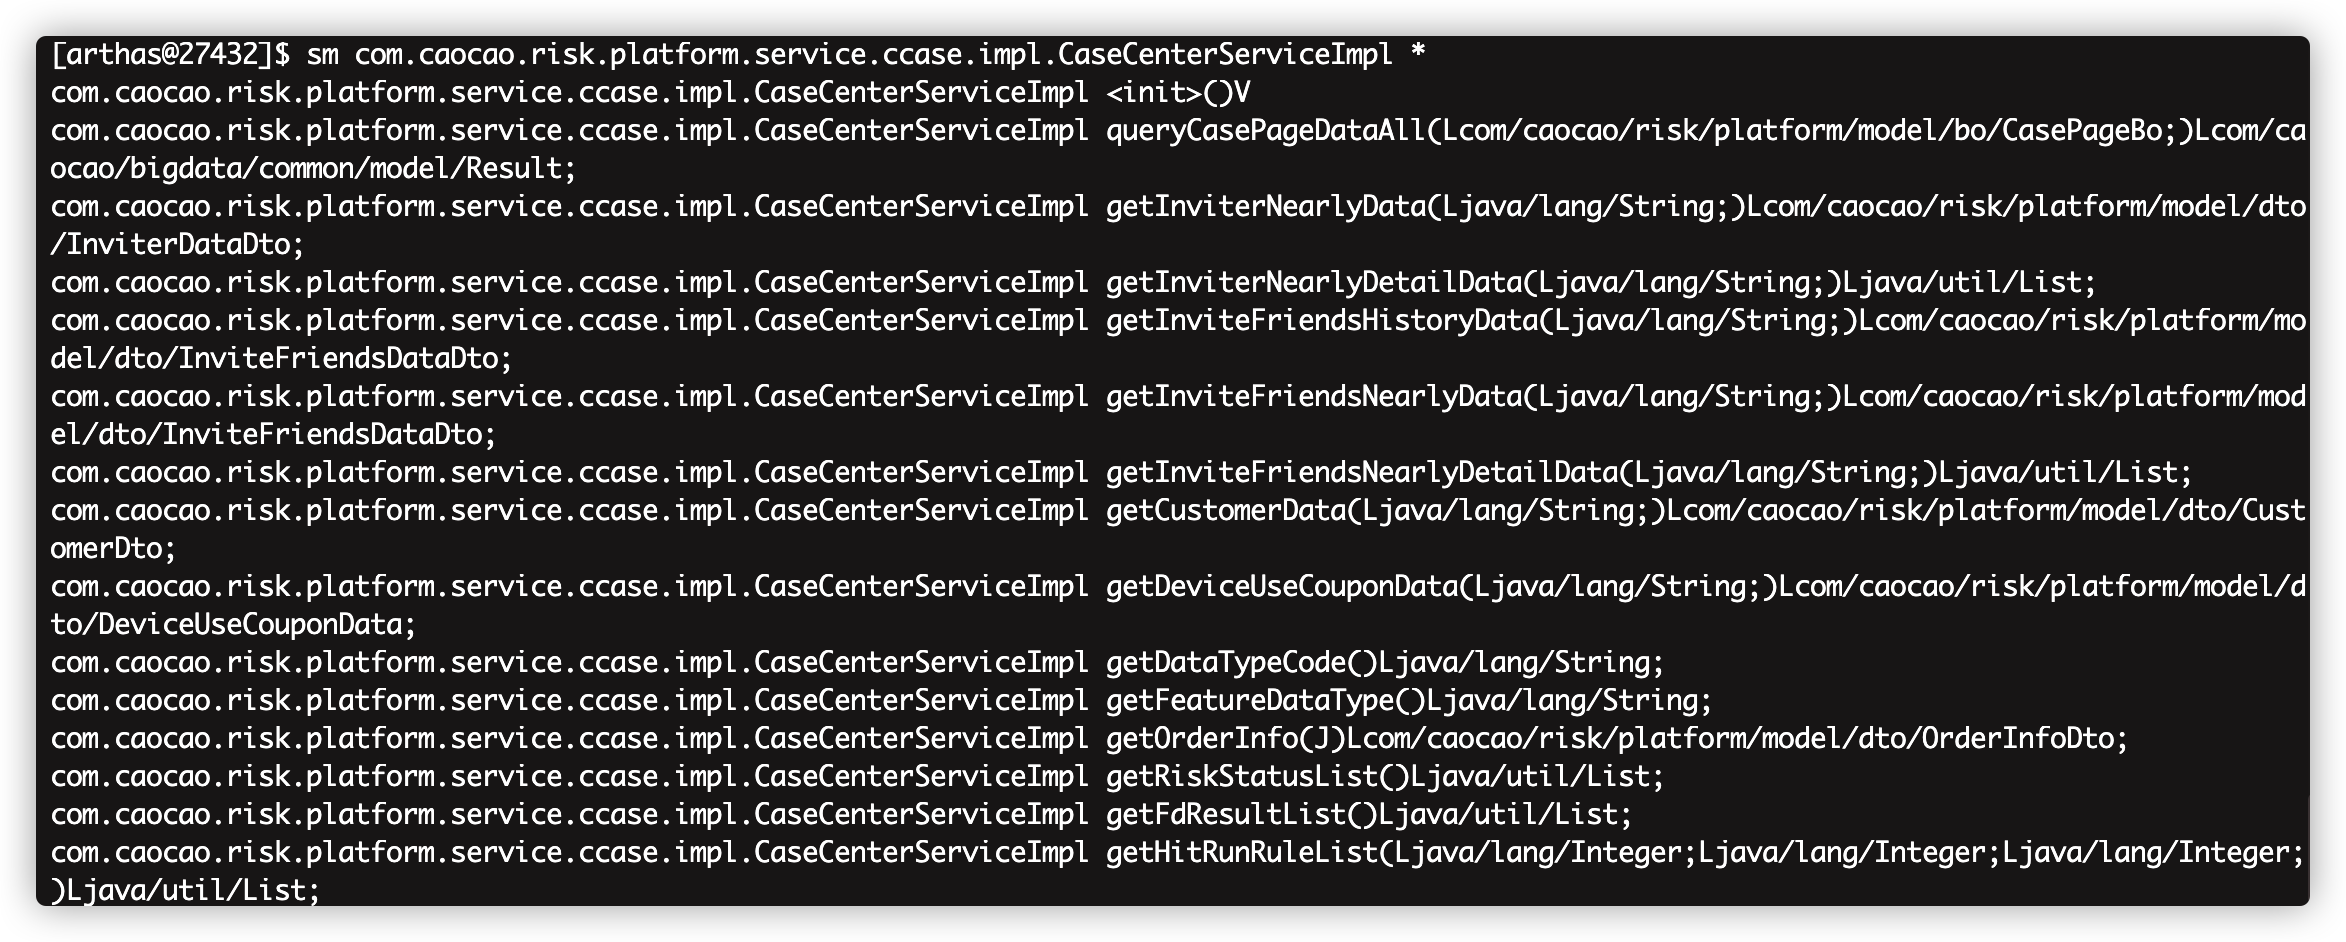 [arthas@27432]$ sm com.caocao.risk.platform.service.ccase.impl.CaseCenterServiceImpl *
com.caocao.risk.platform.service.ccase.impl.CaseCenterServiceImpl <init>()V
com.caocao.risk.platform.service.ccase.impl.CaseCenterServiceImpl queryCasePageDataAll(Lcom/caocao/risk/platform/model/bo/CasePageBo;)Lcom/ca
ocao/bigdata/common/model/Result;
com.caocao.risk.platform.service.ccase.impl.CaseCenterServiceImpl getInviterNearlyData(Ljava/lang/String;)Lcom/caocao/risk/platform/model/dto
/InviterDataDto;
com.caocao.risk.platform.service.ccase.impl.CaseCenterServiceImpl getInviterNearlyDetailData(Ljava/lang/String;)Ljava/util/List;
com.caocao.risk.platform.service.ccase.impl.CaseCenterServiceImpl getInviteFriendsHistoryData(Ljava/lang/String;)Lcom/caocao/risk/platform/mo
del/dto/InviteFriendsDataDto;
com.caocao.risk.platform.service.ccase.impl.CaseCenterServiceImpl getInviteFriendsNearlyData(Ljava/lang/String;)Lcom/caocao/risk/platform/mod
el/dto/InviteFriendsDataDto;
com.caocao.risk.platform.service.ccase.impl.CaseCenterServiceImpl getInviteFriendsNearlyDetailData(Ljava/lang/String;)Ljava/util/List;
com.caocao.risk.platform.service.ccase.impl.CaseCenterServiceImpl getCustomerData(Ljava/lang/String;)Lcom/caocao/risk/platform/model/dto/Cust
omerDto;
com.caocao.risk.platform.service.ccase.impl.CaseCenterServiceImpl getDeviceUseCouponData(Ljava/lang/String;)Lcom/caocao/risk/platform/model/d
to/DeviceUseCouponData;
com.caocao.risk.platform.service.ccase.impl.CaseCenterServiceImpl getDataTypeCode()Ljava/lang/String;
com.caocao.risk.platform.service.ccase.impl.CaseCenterServiceImpl getFeatureDataType()Ljava/lang/String;
com.caocao.risk.platform.service.ccase.impl.CaseCenterServiceImpl getOrderInfo(J)Lcom/caocao/risk/platform/model/dto/OrderInfoDto;
com.caocao.risk.platform.service.ccase.impl.CaseCenterServiceImpl getRiskStatusList()Ljava/util/List;
com.caocao.risk.platform.service.ccase.impl.CaseCenterServiceImpl getFdResultList()Ljava/util/List;
com.caocao.risk.platform.service.ccase.impl.CaseCenterServiceImpl getHitRunRuleList(Ljava/lang/Integer;Ljava/lang/Integer;Ljava/lang/Integer;
)Ljava/util/List;